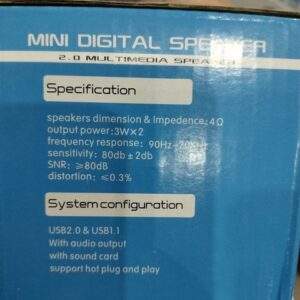 MINI DIGITAL SPEAKER
2.0 MULTIMEDIA SPEAKER
Specification
speakers dimension & Impedence: 4Ω
output power: 3W×2
frequency response: 90Hz-20KHz
sensitivity: 80db ± 2db
SNR: ≥80dB
distortion: ≤0.3%
System configuration
USB2.0 & USB1.1
With audio output
with sound card
support hot plug and play